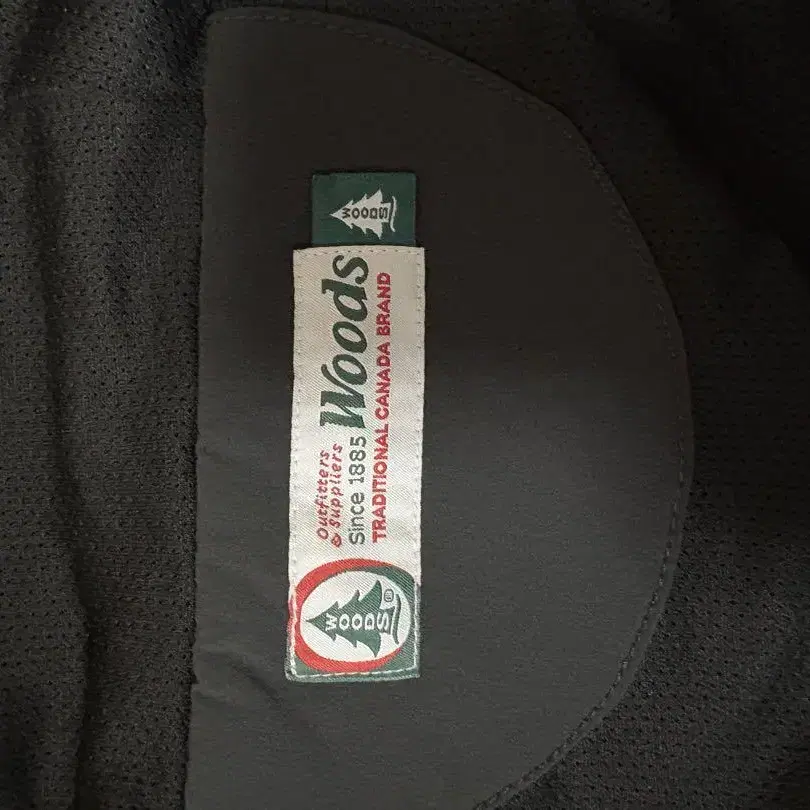 WOODS
Outfitters
& Suppliers
Since 1885
Woods
TRADITIONAL CANADA BRAND
WOODS
®